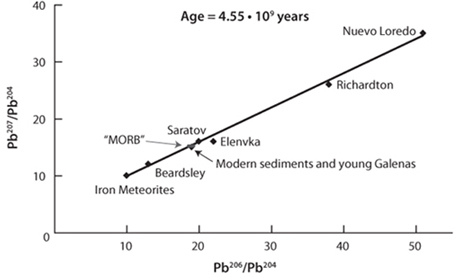 Age = 4.55 • 10⁹ years
40
30
20
10
0
Pb²⁰⁷/Pb²⁰⁴
Nuevo Loredo
Richardton
Saratov
"MORB"
Elenvka
Modern sediments and young Galenas
Beardsley
Iron Meteorites
10
20
30
40
50
Pb²⁰⁶/Pb²⁰⁴